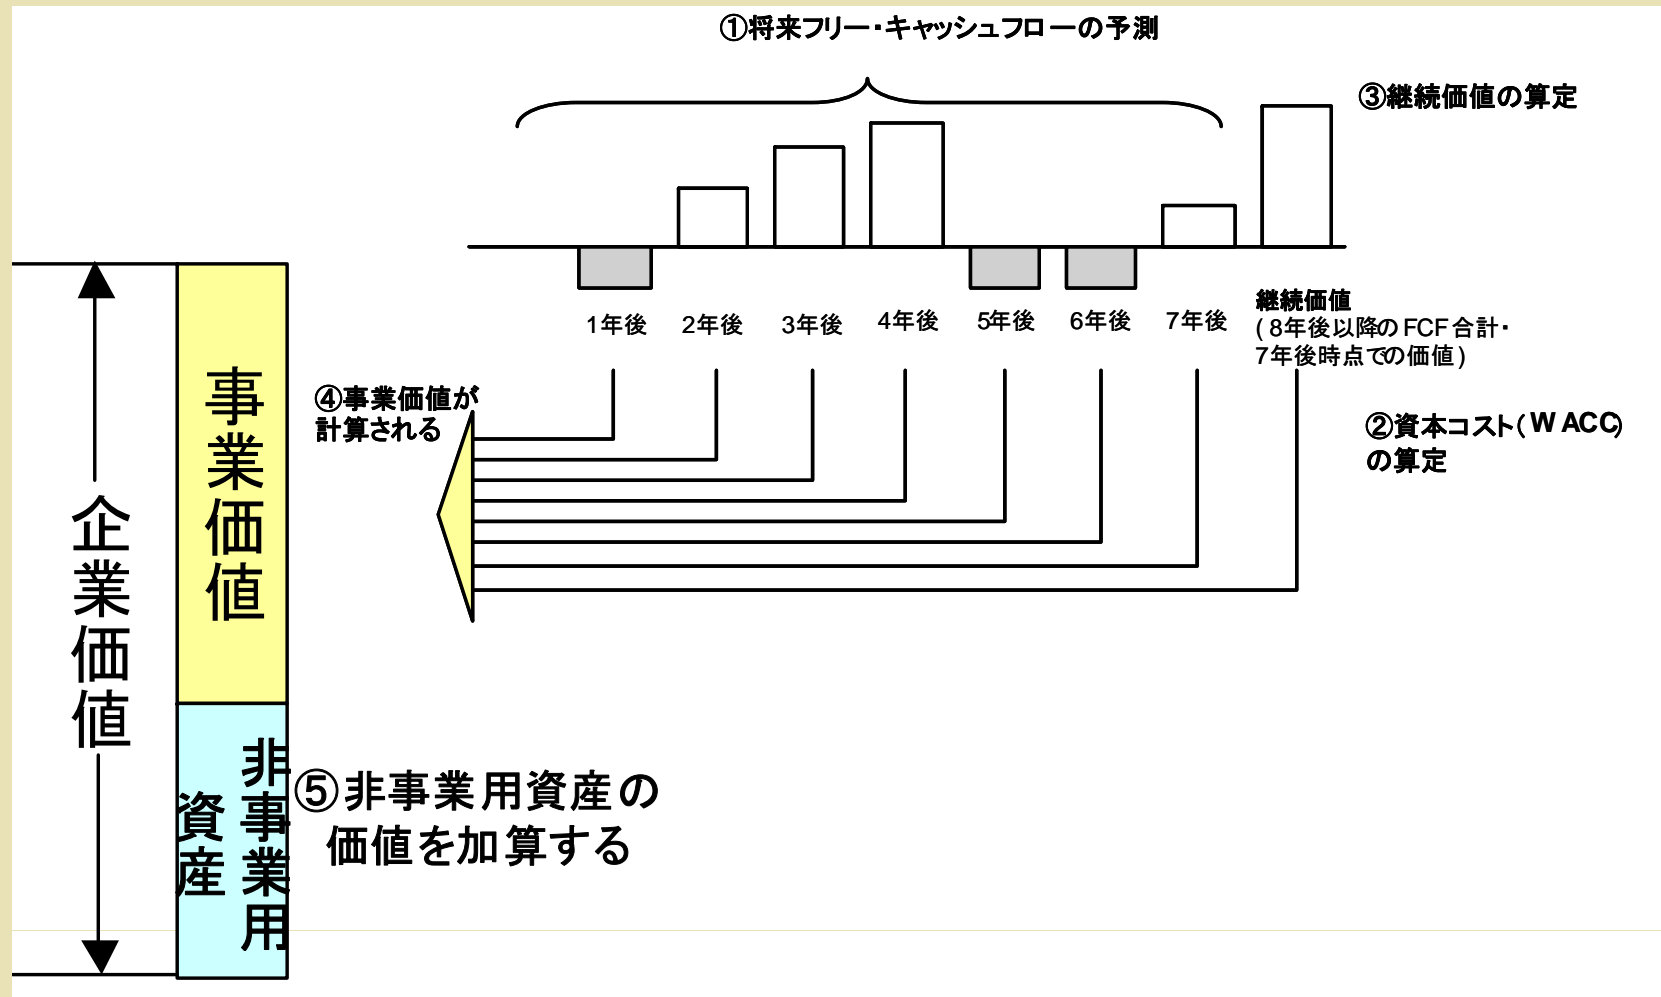 ①将来フリー・キャッシュフローの予測
③継続価値の算定
1年後
2年後
3年後
4年後
5年後
6年後
7年後
継続価値
(8年後以降のFCF合計・
7年後時点での価値)
④事業価値が
計算される
②資本コスト(WACC)
の算定
企業価値
事業価値
非事業用
資産
⑤非事業用資産の
価値を加算する